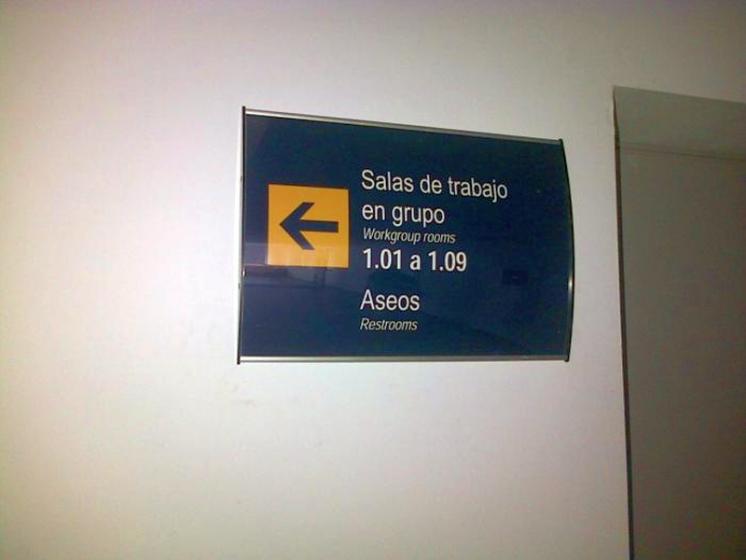 Salas de trabajo
en grupo
Workgroup rooms
1.01 a 1.09
Aseos
Restrooms